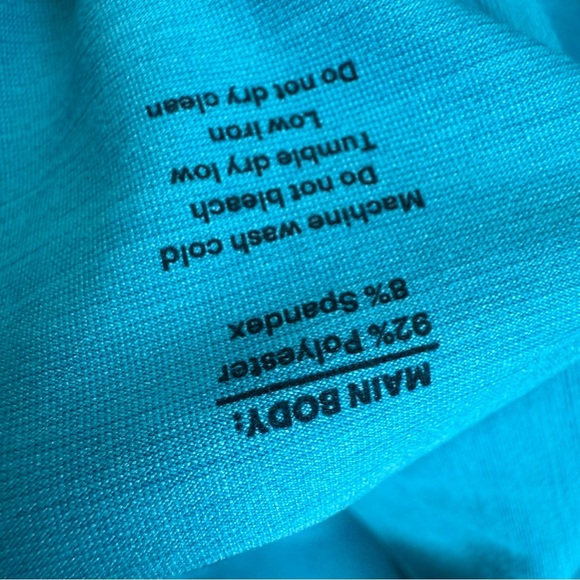 MAIN BODY:
92% Polyester
8% Spandex
Machine wash cold
Do not bleach
Tumble dry low
Low iron
Do not dry clean